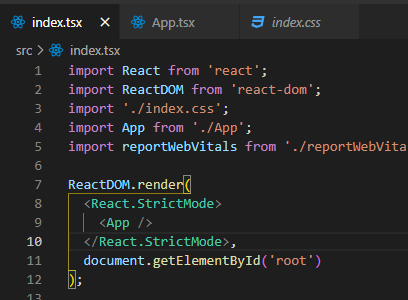 index.tsx App.tsx index.css
src > index.tsx
1 import React from 'react';
2 import ReactDOM from 'react-dom';
3 import './index.css';
4 import App from './App';
5 import reportWebVitals from './reportWebVita
6
7 ReactDOM.render(
8 <React.StrictMode>
9 <App />
10 </React.StrictMode>,
11 document.getElementById('root')
12 );